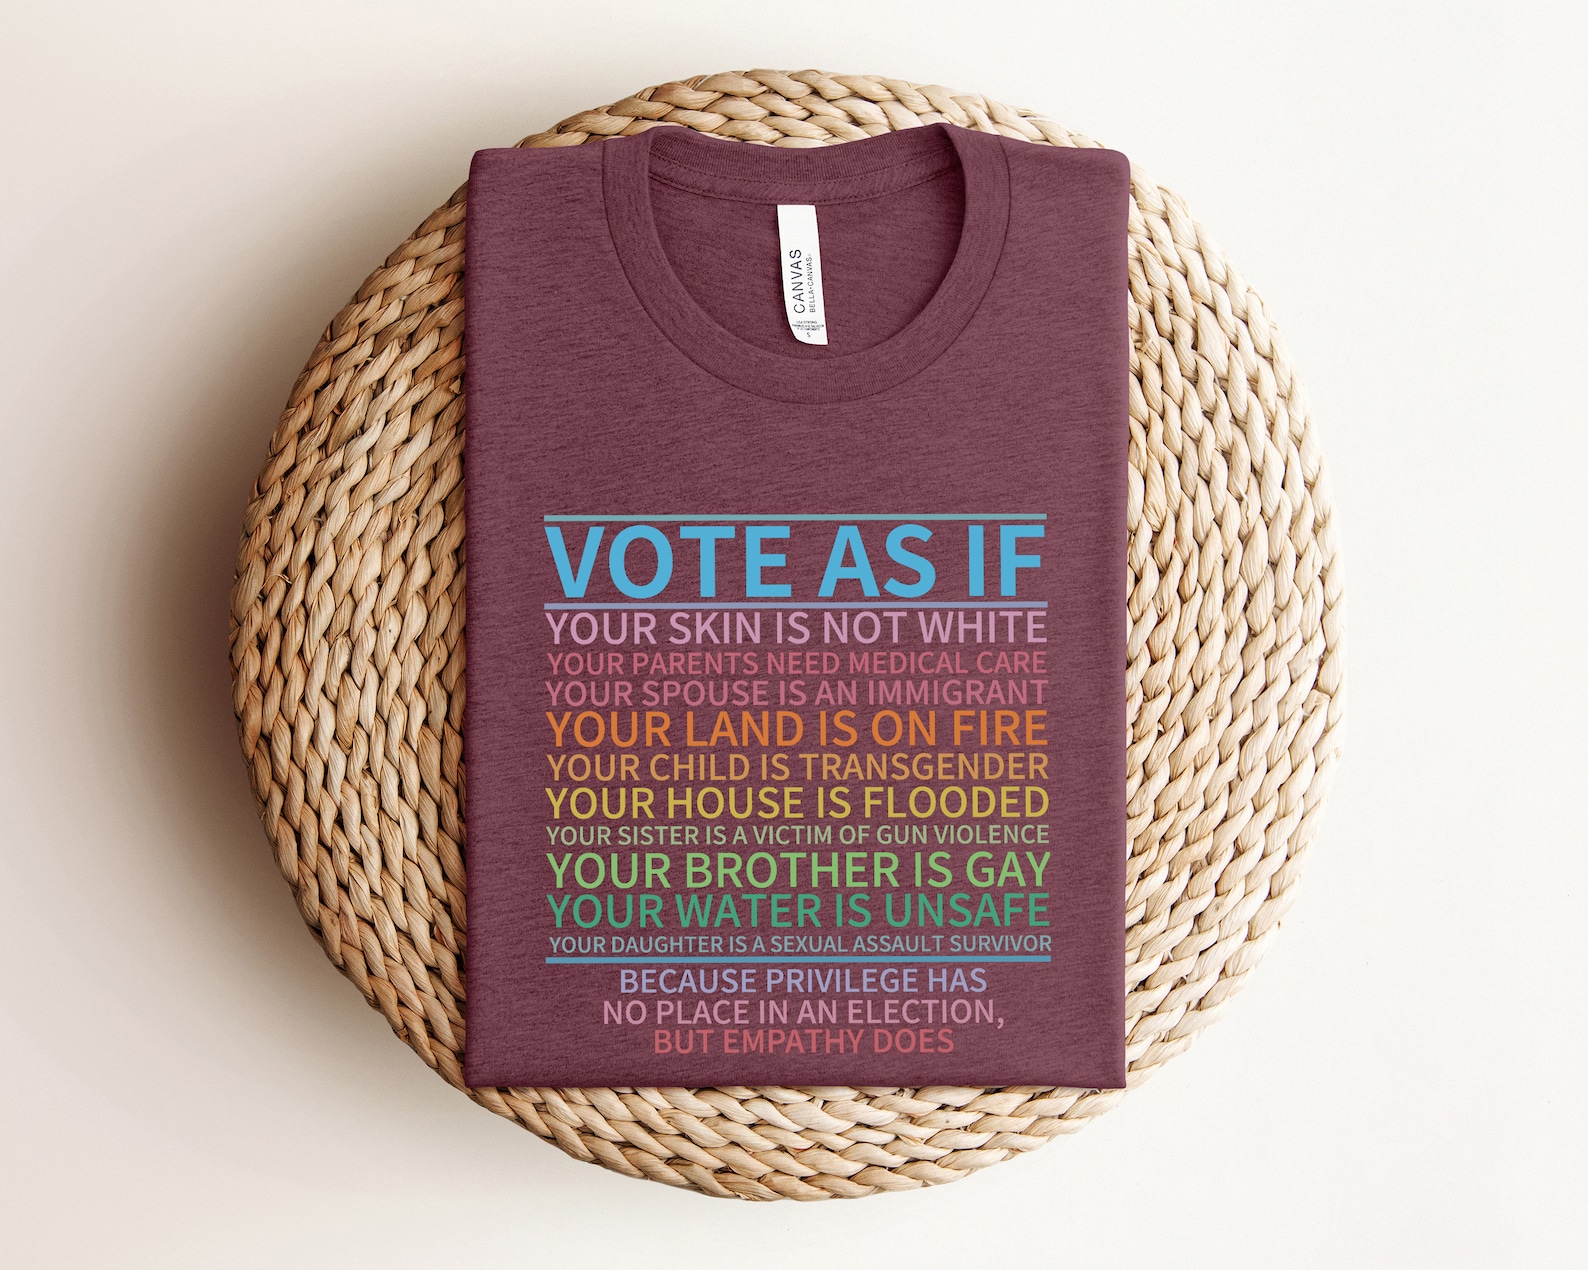 CANVAS
BELLA+CANVAS
S
VOTE AS IF
YOUR SKIN IS NOT WHITE
YOUR PARENTS NEED MEDICAL CARE
YOUR SPOUSE IS AN IMMIGRANT
YOUR LAND IS ON FIRE
YOUR CHILD IS TRANSGENDER
YOUR HOUSE IS FLOODED
YOUR SISTER IS A VICTIM OF GUN VIOLENCE
YOUR BROTHER IS GAY
YOUR WATER IS UNSAFE
YOUR DAUGHTER IS A SEXUAL ASSAULT SURVIVOR
BECAUSE PRIVILEGE HAS
NO PLACE IN AN ELECTION,
BUT EMPATHY DOES